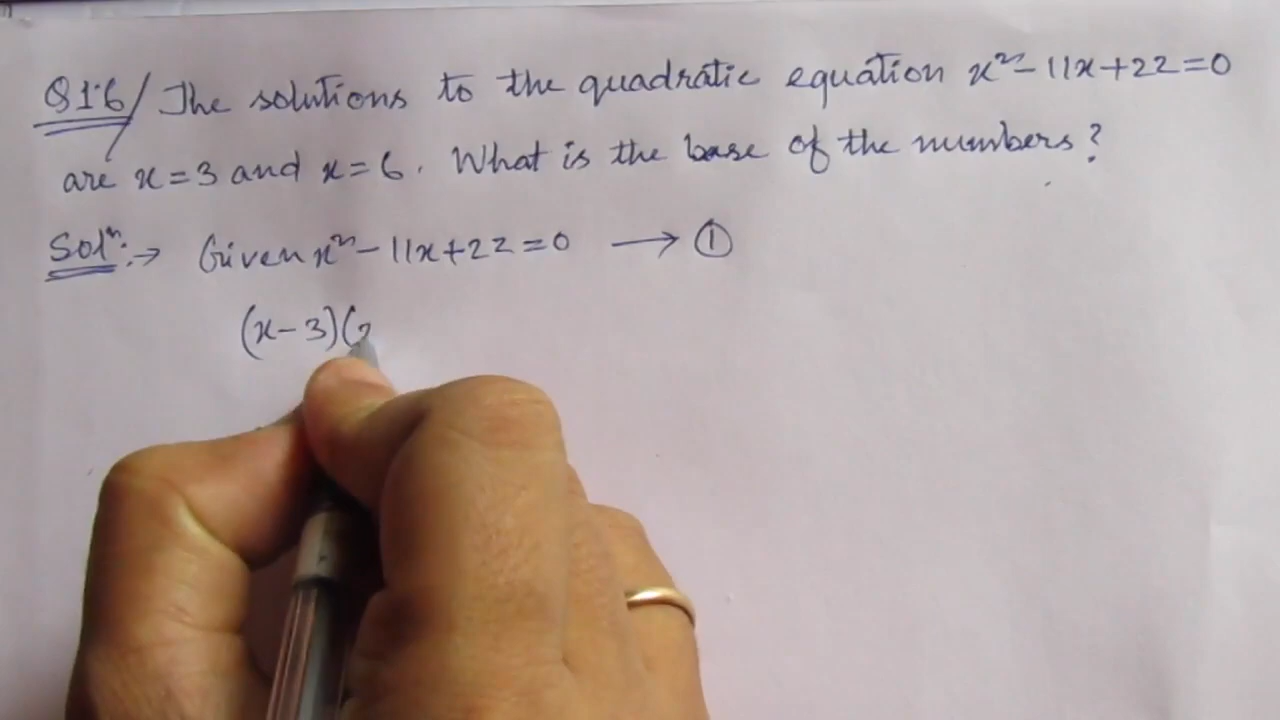 Q1.6/ The solutions to the quadratic equation x² - 11x + 22 = 0
are x = 3 and x = 6. What is the base of the numbers?
Solⁿ:→ Given x² - 11x + 22 = 0 → ①
(x - 3)(